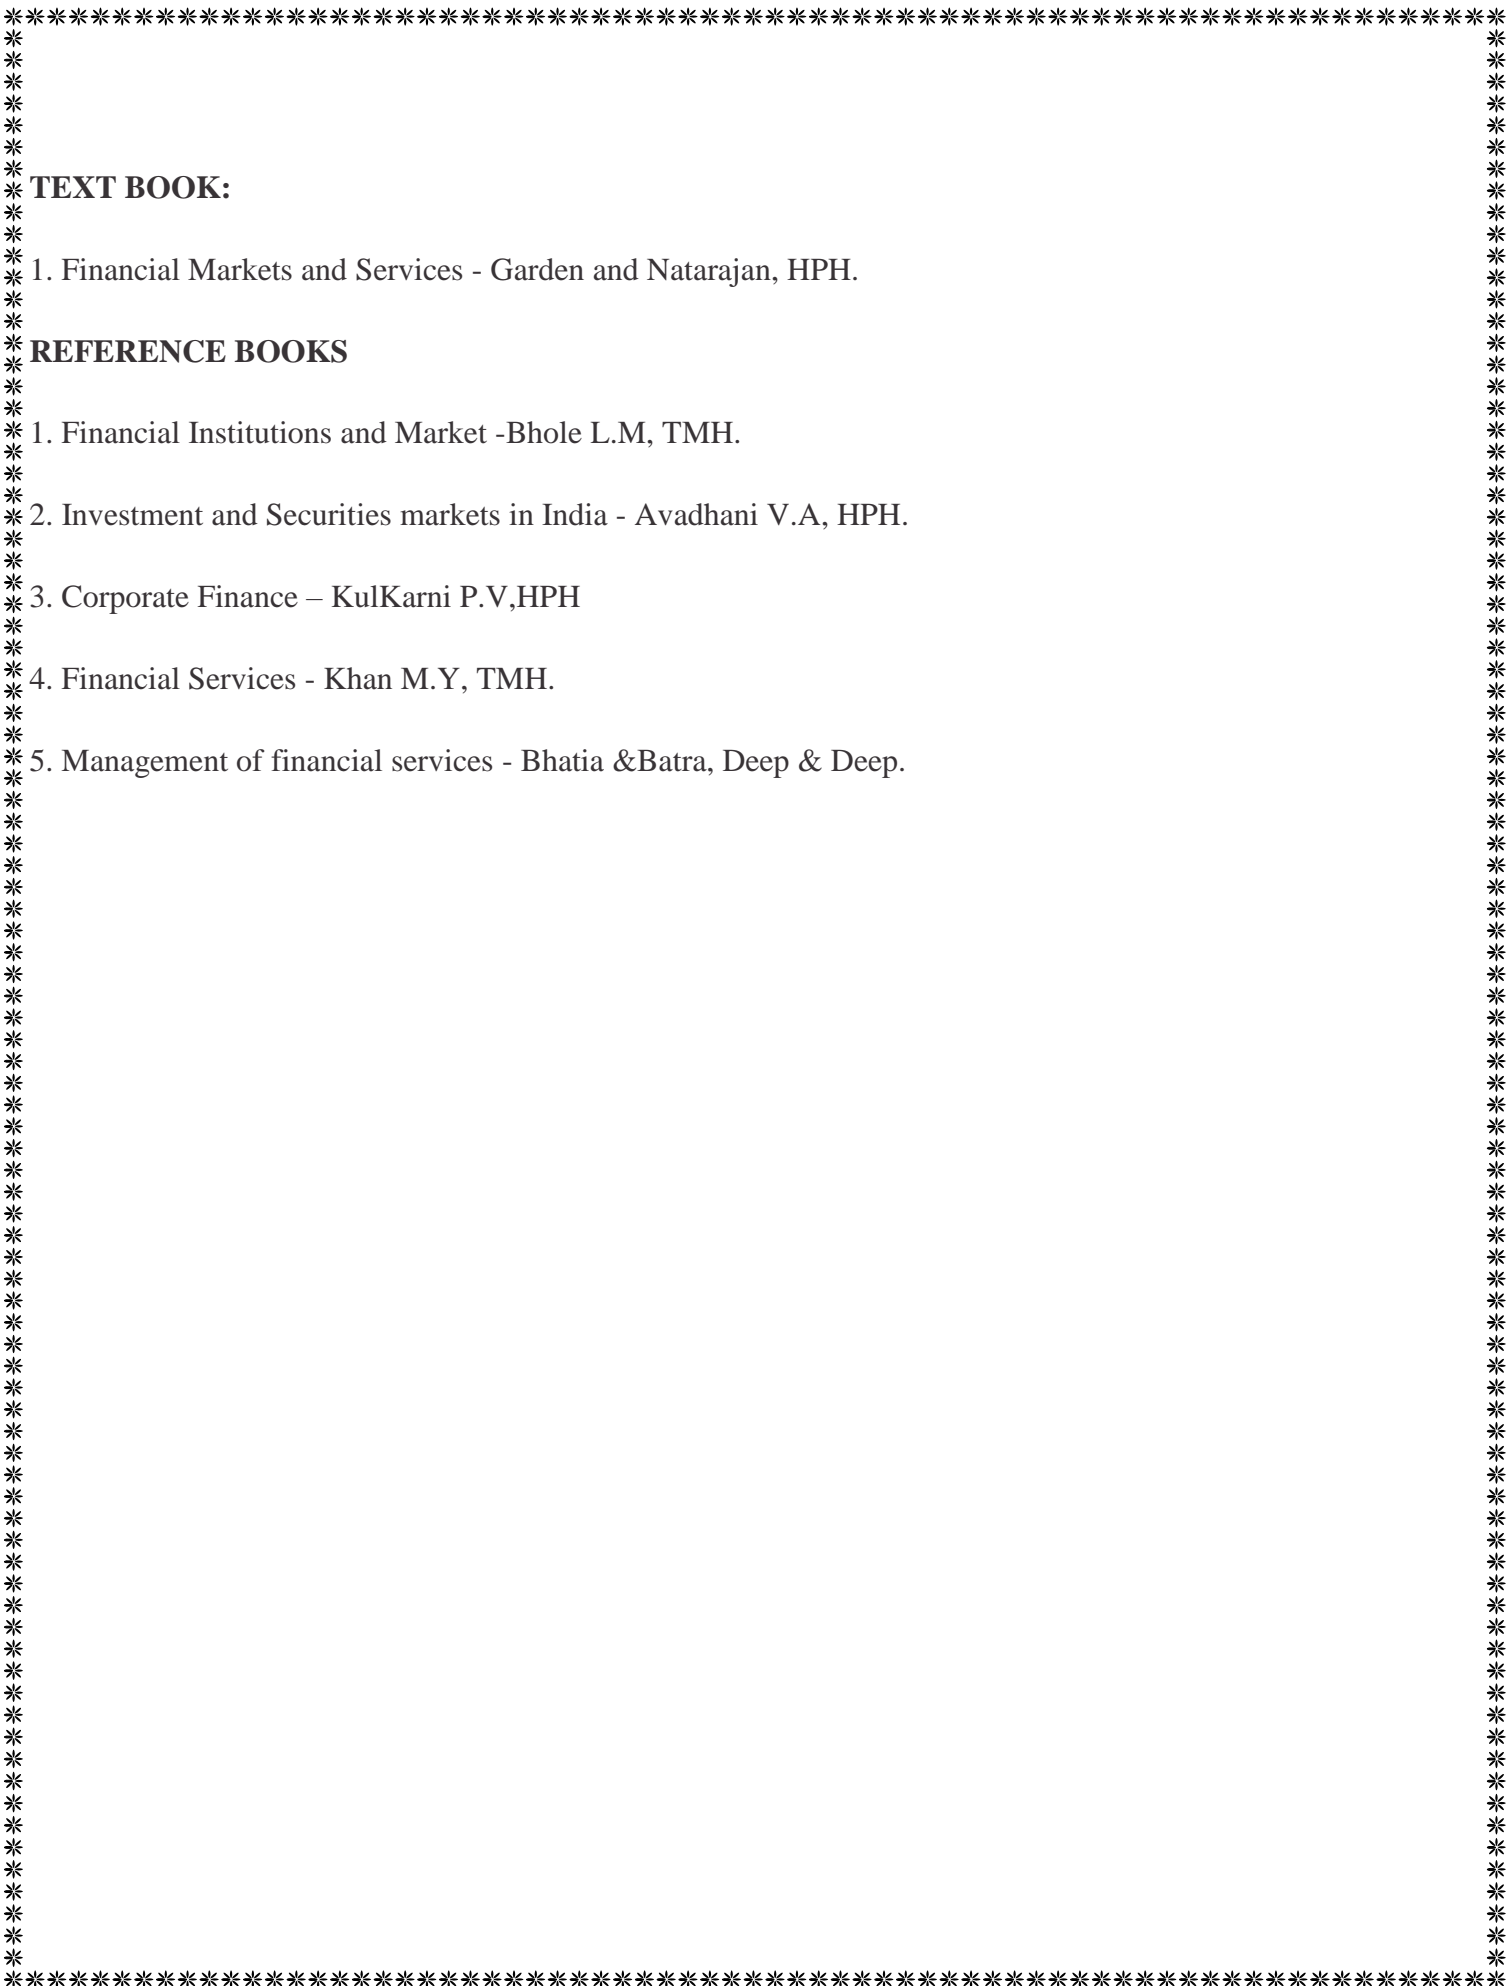 TEXT BOOK:
1. Financial Markets and Services - Garden and Natarajan, HPH.
REFERENCE BOOKS
1. Financial Institutions and Market -Bhole L.M, TMH.
2. Investment and Securities markets in India - Avadhani V.A, HPH.
3. Corporate Finance – KulKarni P.V,HPH
4. Financial Services - Khan M.Y, TMH.
5. Management of financial services - Bhatia &Batra, Deep & Deep.